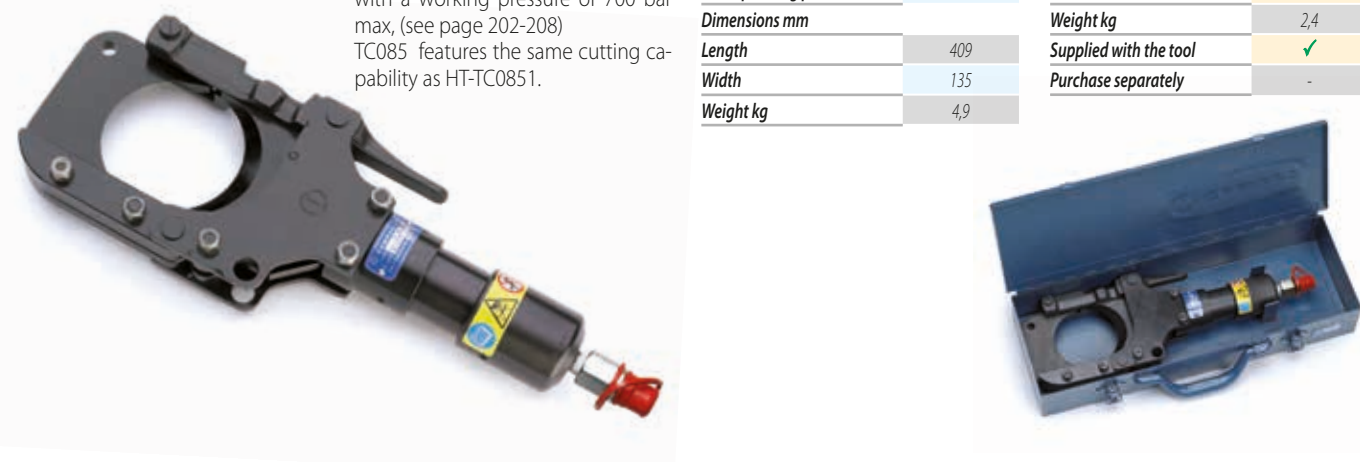 with a working pressure of 700 bar
max, (see page 202-208)
TC085 features the same cutting ca-
pability as HT-TC0851.
Dimensions mm
Length 409
Width 135
Weight kg 4,9
Weight kg 2,4
Supplied with the tool ✓
Purchase separately -